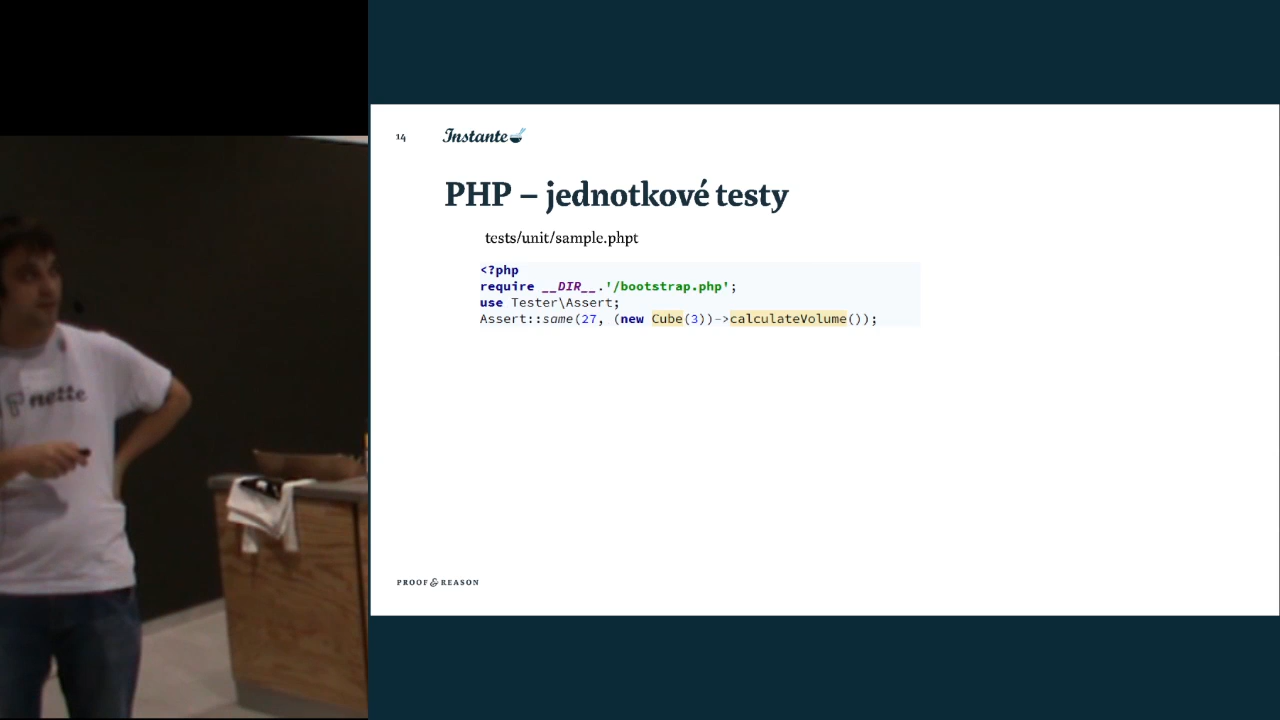 14
Instante
PHP – jednotkové testy
tests/unit/sample.phpt
<?php
require __DIR__.'/bootstrap.php';
use Tester\Assert;
Assert::same(27, (new Cube(3))->calculateVolume());
PROOF & REASON
nette